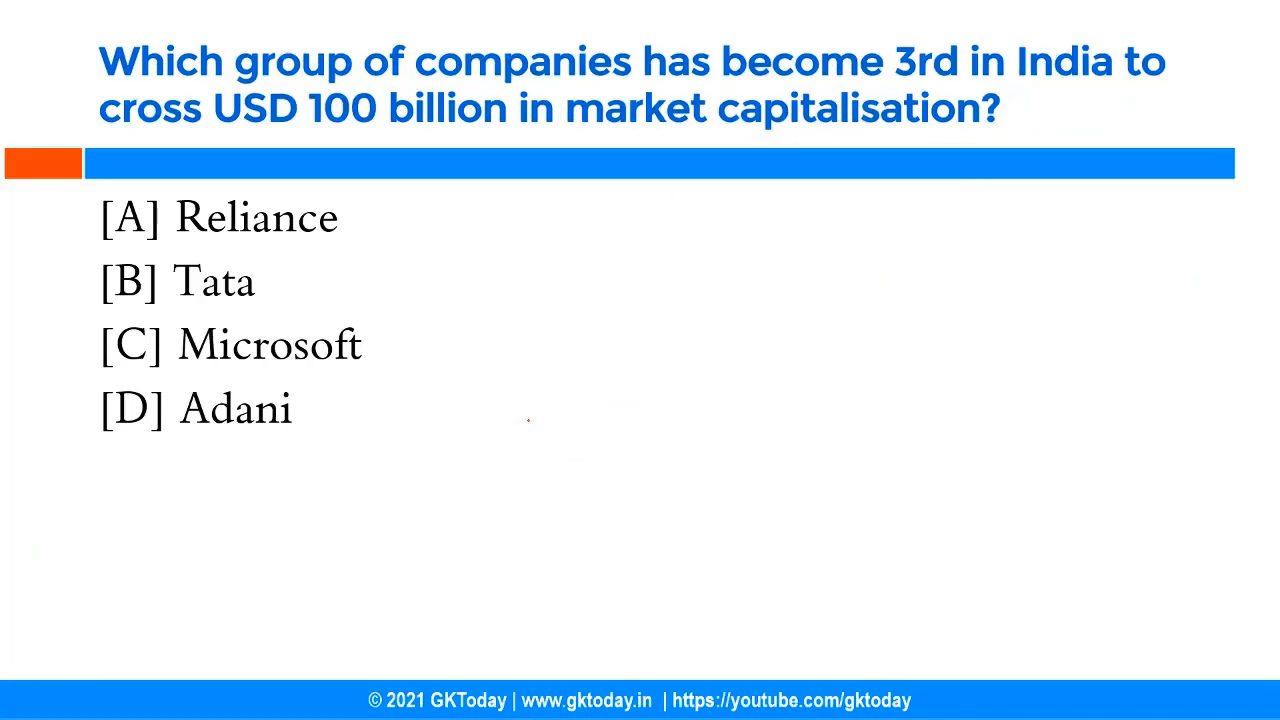 Which group of companies has become 3rd in India to
cross USD 100 billion in market capitalisation?
[A] Reliance
[B] Tata
[C] Microsoft
[D] Adani
© 2021 GKToday | www.gktoday.in | https://youtube.com/gktoday